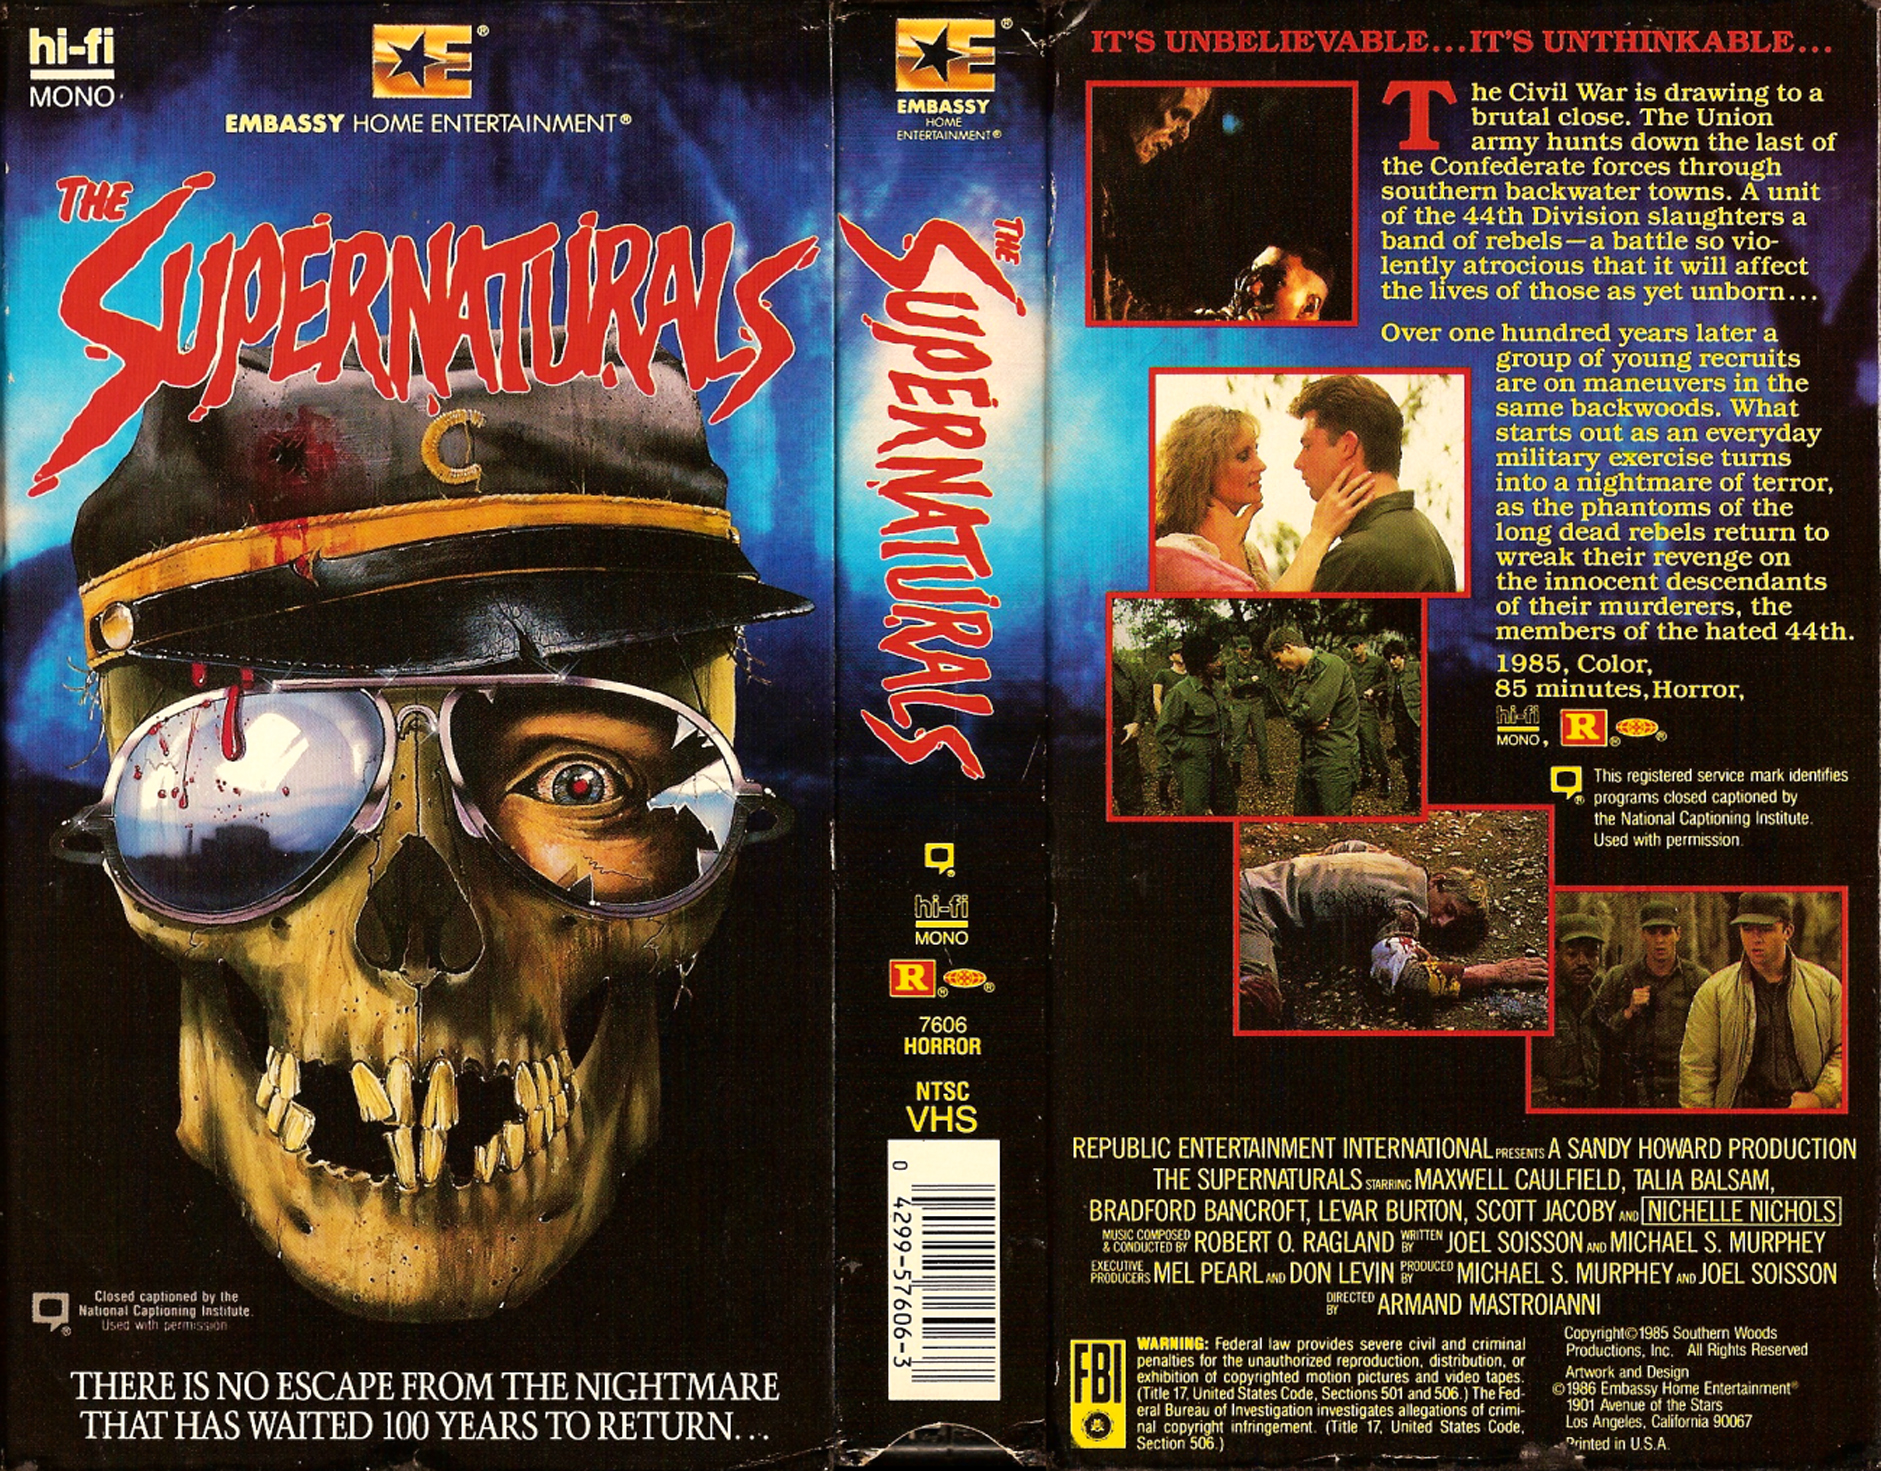 hi-fi
MONO
E®
EMBASSY HOME ENTERTAINMENT®
THE
SUPERNATURALS
C
Closed captioned by the
National Captioning Institute.
Used with permission
THERE IS NO ESCAPE FROM THE NIGHTMARE
THAT HAS WAITED 100 YEARS TO RETURN...
E®
EMBASSY
HOME
ENTERTAINMENT®
THE
SUPERNATURALS
hi-fi
MONO
R®
7606
HORROR
NTSC
VHS
0 4299-57606-3
IT'S UNBELIEVABLE...IT'S UNTHINKABLE...
The Civil War is drawing to a
brutal close. The Union
army hunts down the last of
the Confederate forces through
southern backwater towns. A unit
of the 44th Division slaughters a
band of rebels—a battle so vio-
lently atrocious that it will affect
the lives of those as yet unborn...
Over one hundred years later a
group of young recruits
are on maneuvers in the
same backwoods. What
starts out as an everyday
military exercise turns
into a nightmare of terror,
as the phantoms of the
long dead rebels return to
wreak their revenge on
the innocent descendants
of their murderers, the
members of the hated 44th.
1985, Color,
85 minutes, Horror,
hi-fi
MONO, R®
This registered service mark identifies
programs closed captioned by
the National Captioning Institute.
Used with permission.
REPUBLIC ENTERTAINMENT INTERNATIONAL PRESENTS A SANDY HOWARD PRODUCTION
THE SUPERNATURALS STARRING MAXWELL CAULFIELD, TALIA BALSAM,
BRADFORD BANCROFT, LEVAR BURTON, SCOTT JACOBY AND NICHELLE NICHOLS
MUSIC COMPOSED & CONDUCTED BY ROBERT O. RAGLAND WRITTEN BY JOEL SOISSON AND MICHAEL S. MURPHEY
EXECUTIVE PRODUCERS MEL PEARL AND DON LEVIN PRODUCED BY MICHAEL S. MURPHEY AND JOEL SOISSON
DIRECTED BY ARMAND MASTROIANNI
FBI
WARNING: Federal law provides severe civil and criminal
penalties for the unauthorized reproduction, distribution, or
exhibition of copyrighted motion pictures and video tapes.
(Title 17, United States Code, Sections 501 and 506.) The Fed-
eral Bureau of Investigation investigates allegations of crimi-
nal copyright infringement. (Title 17, United States Code,
Section 506.)
Copyright©1985 Southern Woods
Productions, Inc. All Rights Reserved
Artwork and Design
©1986 Embassy Home Entertainment®
1901 Avenue of the Stars
Los Angeles, California 90067
Printed in U.S.A.